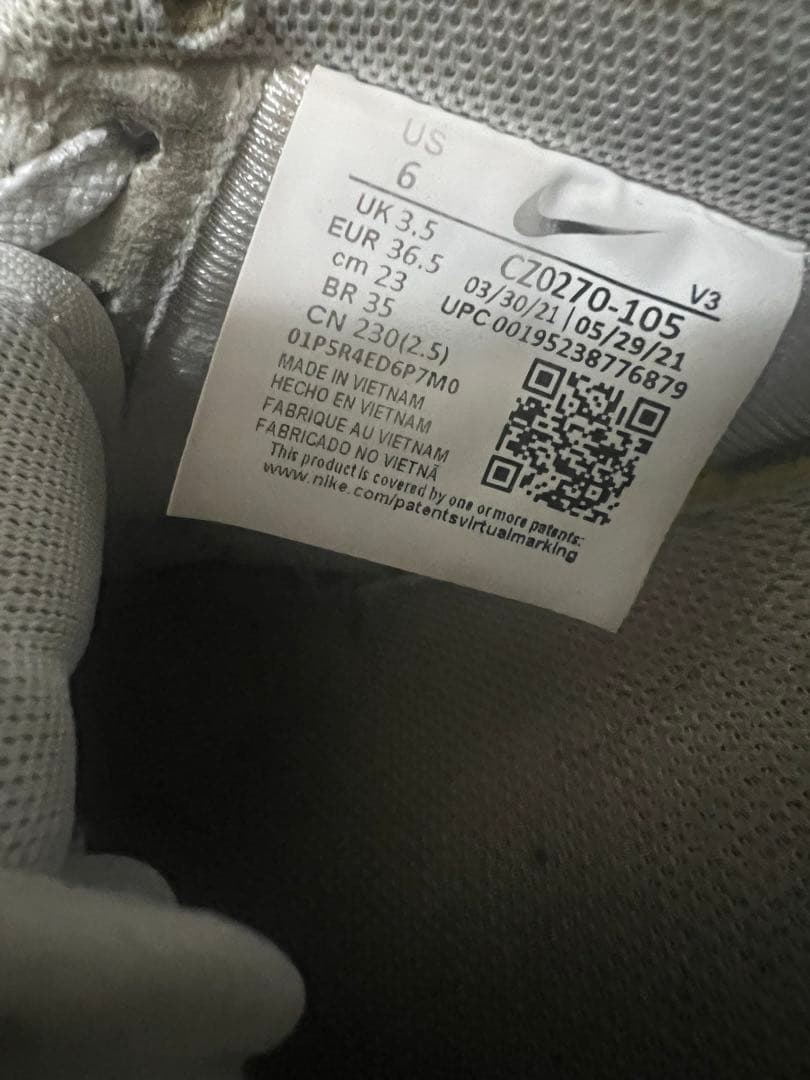 US
6
UK 3.5
EUR 36.5
cm 23
BR 35
CN 230(2.5)
01P5R4ED6P7M0
MADE IN VIETNAM
HECHO EN VIETNAM
FABRIQUE AU VIETNAM
FABRICADO NO VIETNÃ
This product is covered by one or more patents:
www.nike.com/patentsvirtualmarking
V3
CZ0270-105
03/30/21 | 05/29/21
UPC 00195238776879